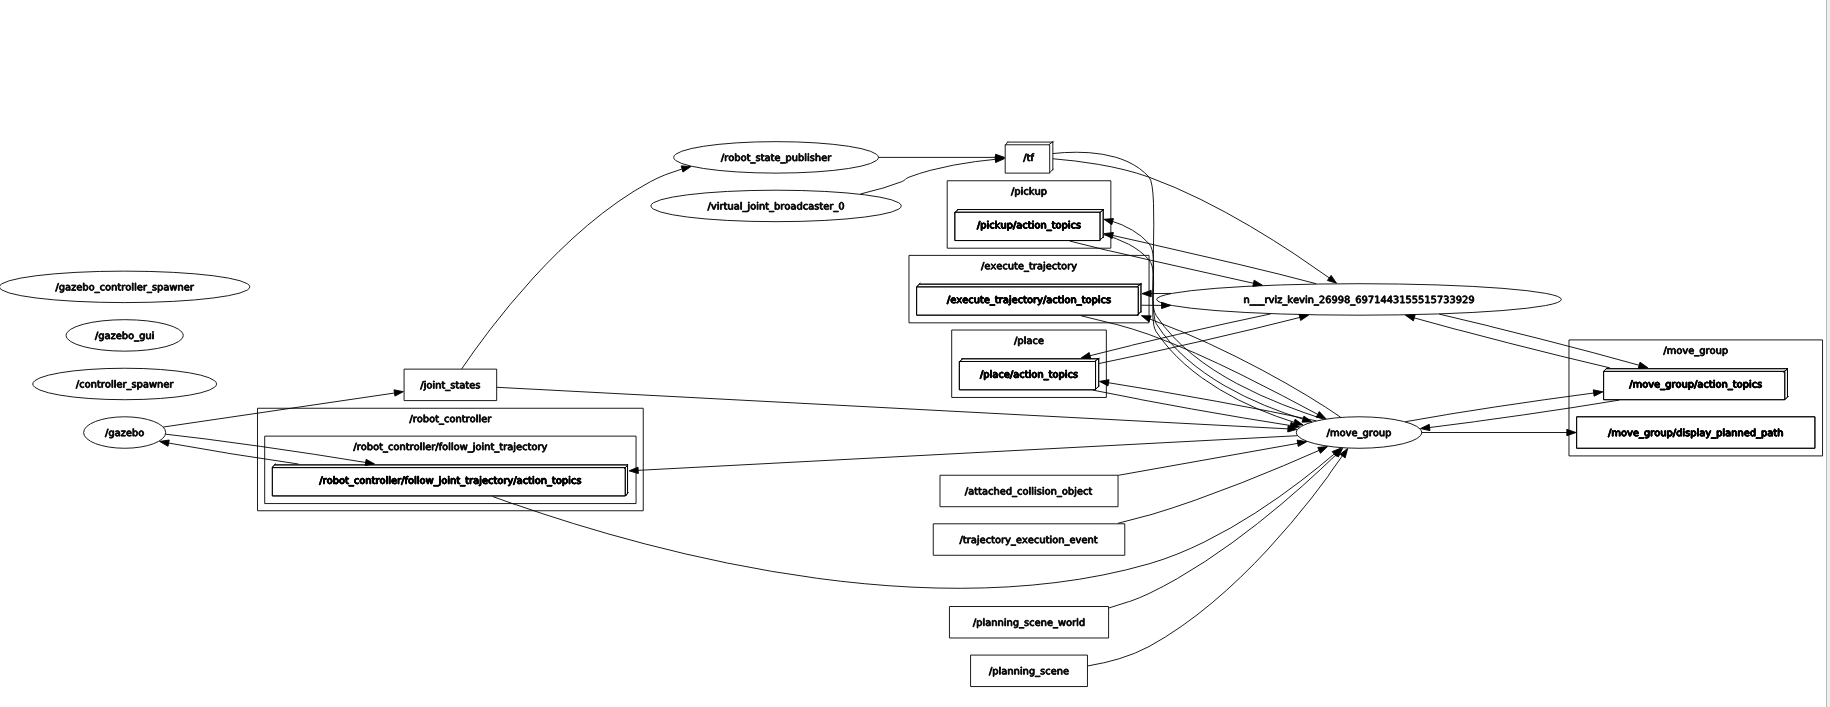 /robot_state_publisher
/tf
/pickup
/virtual_joint_broadcaster_0
/pickup/action_topics
/execute_trajectory
/gazebo_controller_spawner
/execute_trajectory/action_topics
n___rviz_kevin_26998_6971443155515733929
/gazebo_gui
/place
/move_group
/place/action_topics
/controller_spawner
/joint_states
/move_group/action_topics
/robot_controller
/gazebo
/move_group
/move_group/display_planned_path
/robot_controller/follow_joint_trajectory
/robot_controller/follow_joint_trajectory/action_topics
/attached_collision_object
/trajectory_execution_event
/planning_scene_world
/planning_scene